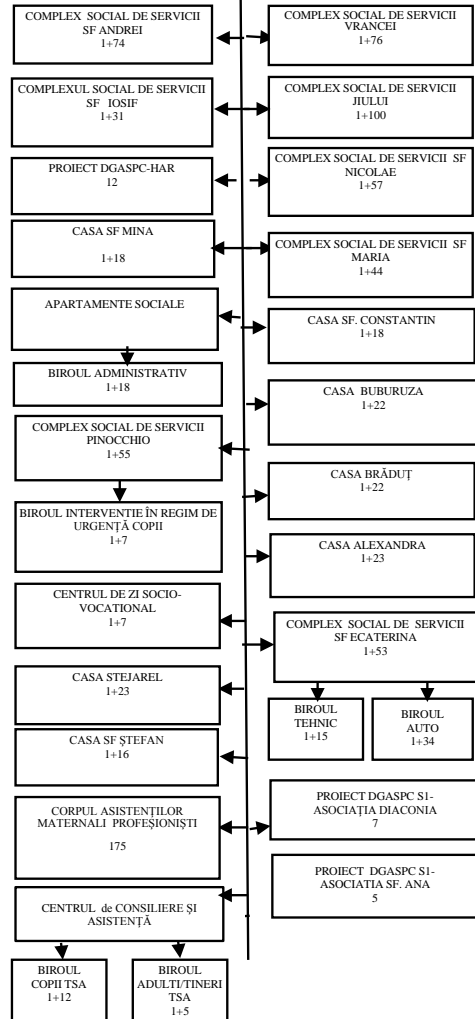 COMPLEX SOCIAL DE SERVICII
SF ANDREI
1+74
COMPLEXUL SOCIAL DE SERVICII
SF IOSIF
1+31
PROIECT DGASPC-HAR
12
CASA SF MINA
1+18
APARTAMENTE SOCIALE
BIROUL ADMINISTRATIV
1+18
COMPLEX SOCIAL DE SERVICII
PINOCCHIO
1+55
BIROUL INTERVENTIE ÎN REGIM DE
URGENȚĂ COPII
1+7
CENTRUL DE ZI SOCIO-
VOCATIONAL
1+7
CASA STEJAREL
1+23
CASA SF ȘTEFAN
1+16
CORPUL ASISTENȚILOR
MATERNALI PROFESIONIȘTI
175
CENTRUL de CONSILIERE ȘI
ASISTENȚĂ
BIROUL
COPII TSA
1+12
BIROUL
ADULTI/TINERI
TSA
1+5
COMPLEX SOCIAL DE SERVICII
VRANCEI
1+76
COMPLEX SOCIAL DE SERVICII
JIULUI
1+100
COMPLEX SOCIAL DE SERVICII SF
NICOLAE
1+57
COMPLEX SOCIAL DE SERVICII SF
MARIA
1+44
CASA SF. CONSTANTIN
1+18
CASA BUBURUZA
1+22
CASA BRĂDUȚ
1+22
CASA ALEXANDRA
1+23
COMPLEX SOCIAL DE SERVICII
SF ECATERINA
1+53
BIROUL
TEHNIC
1+15
BIROUL
AUTO
1+34
PROIECT DGASPC S1-
ASOCIAȚIA DIACONIA
7
PROIECT DGASPC S1-
ASOCIATIA SF. ANA
5